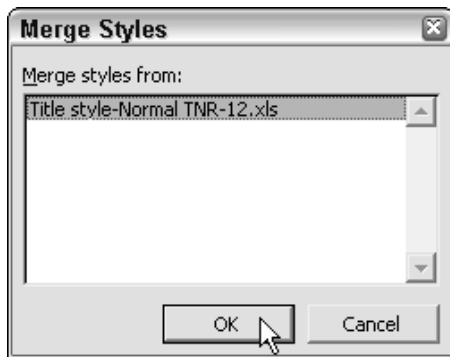 Merge Styles
Merge styles from:
Title style-Normal TNR-12.xls
OK
Cancel